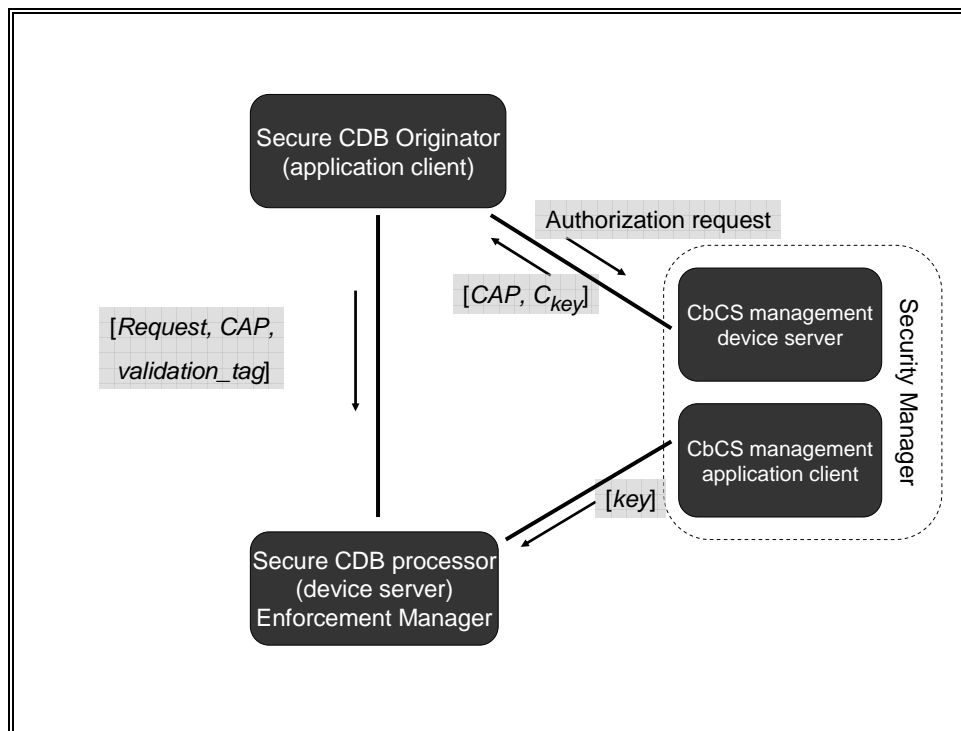 Secure CDB Originator
(application client)
Authorization request
[CAP, Ckey]
[Request, CAP,
validation_tag]
CbCS management
device server
Security Manager
CbCS management
application client
[key]
Secure CDB processor
(device server)
Enforcement Manager